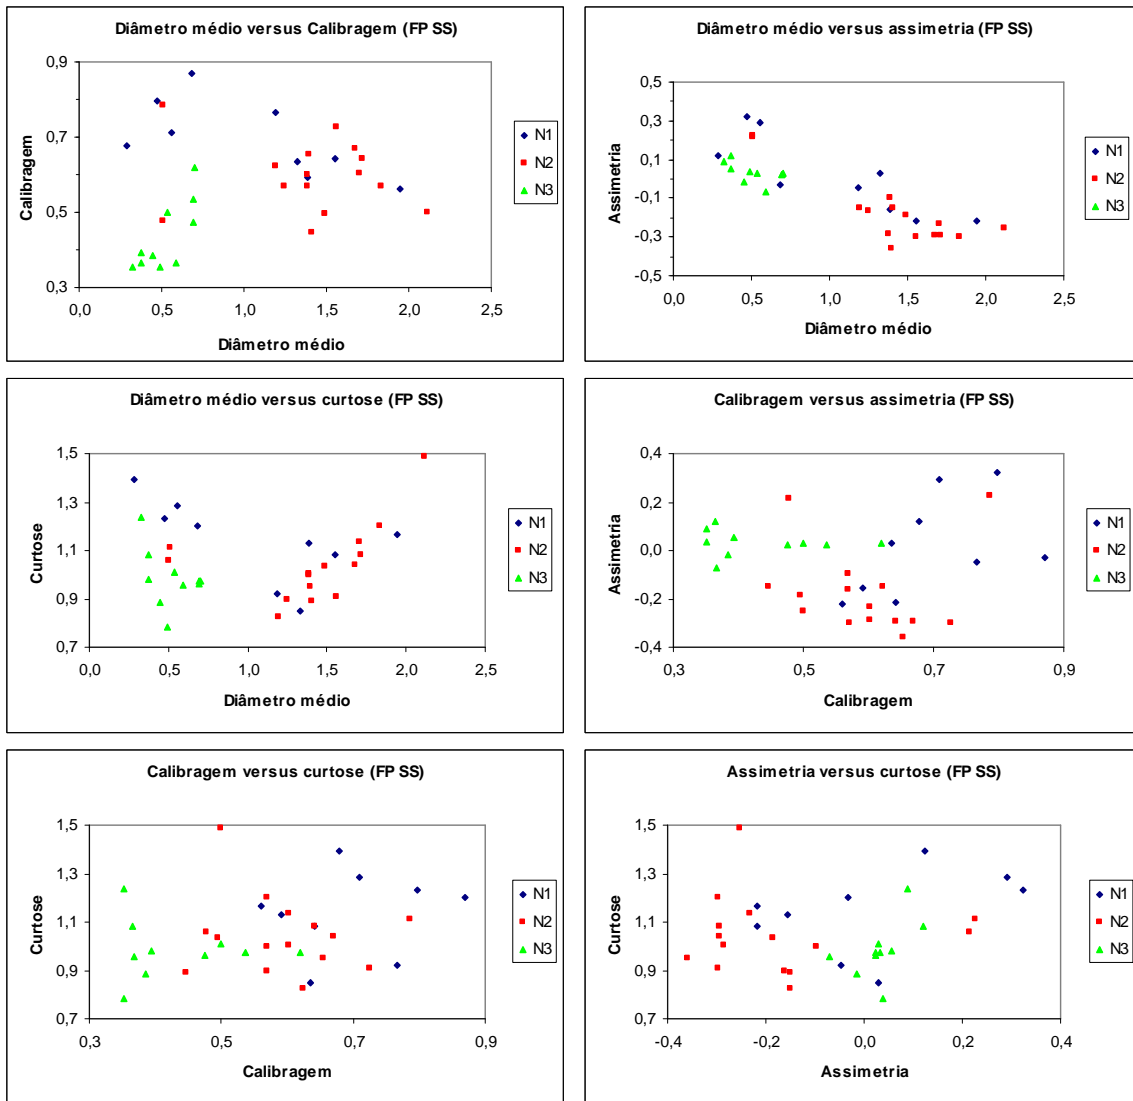 Diâmetro médio versus Calibragem (FP SS)
0,9
0,7
0,5
0,3
Calibragem
0,0 0,5 1,0 1,5 2,0 2,5
Diâmetro médio
N1
N2
N3
Diâmetro médio versus assimetria (FP SS)
0,5
0,3
0,1
-0,1
-0,3
-0,5
Assimetria
0,0 0,5 1,0 1,5 2,0 2,5
Diâmetro médio
N1
N2
N3
Diâmetro médio versus curtose (FP SS)
1,5
1,3
1,1
0,9
0,7
Curtose
0,0 0,5 1,0 1,5 2,0 2,5
Diâmetro médio
N1
N2
N3
Calibragem versus assimetria (FP SS)
0,4
0,2
0,0
-0,2
-0,4
Assimetria
0,3 0,5 0,7 0,9
Calibragem
N1
N2
N3
Calibragem versus curtose (FP SS)
1,5
1,3
1,1
0,9
0,7
Curtose
0,3 0,5 0,7 0,9
Calibragem
N1
N2
N3
Assimetria versus curtose (FP SS)
1,5
1,3
1,1
0,9
0,7
Curtose
-0,4 -0,2 0,0 0,2 0,4
Assimetria
N1
N2
N3